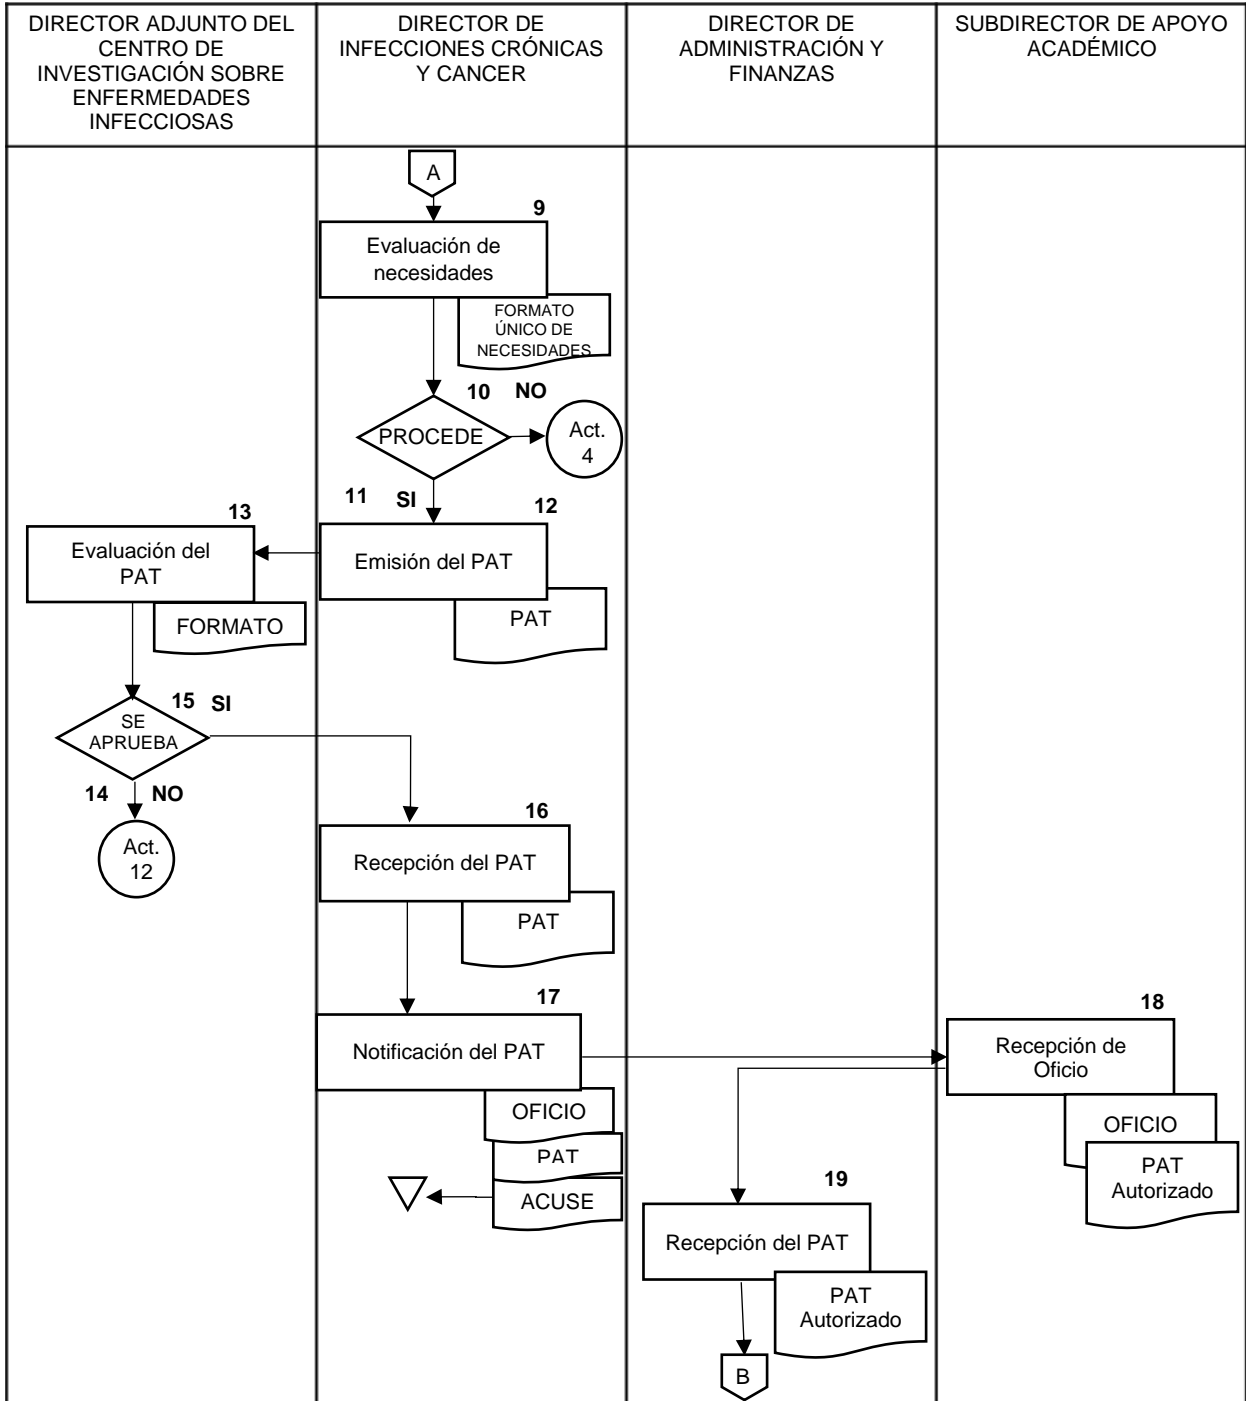 DIRECTOR ADJUNTO DEL
CENTRO DE
INVESTIGACIÓN SOBRE
ENFERMEDADES
INFECCIOSAS
DIRECTOR DE
INFECCIONES CRÓNICAS
Y CANCER
DIRECTOR DE
ADMINISTRACIÓN Y
FINANZAS
SUBDIRECTOR DE APOYO
ACADÉMICO
A
9
Evaluación de
necesidades
FORMATO
ÚNICO DE
NECESIDADES
10 NO
PROCEDE
Act.
4
11 SI
12
Emisión del PAT
PAT
13
Evaluación del
PAT
FORMATO
15 SI
SE
APRUEBA
14 NO
Act.
12
16
Recepción del PAT
PAT
17
Notificación del PAT
OFICIO
PAT
ACUSE
18
Recepción de
Oficio
OFICIO
PAT
Autorizado
19
Recepción del PAT
PAT
Autorizado
B